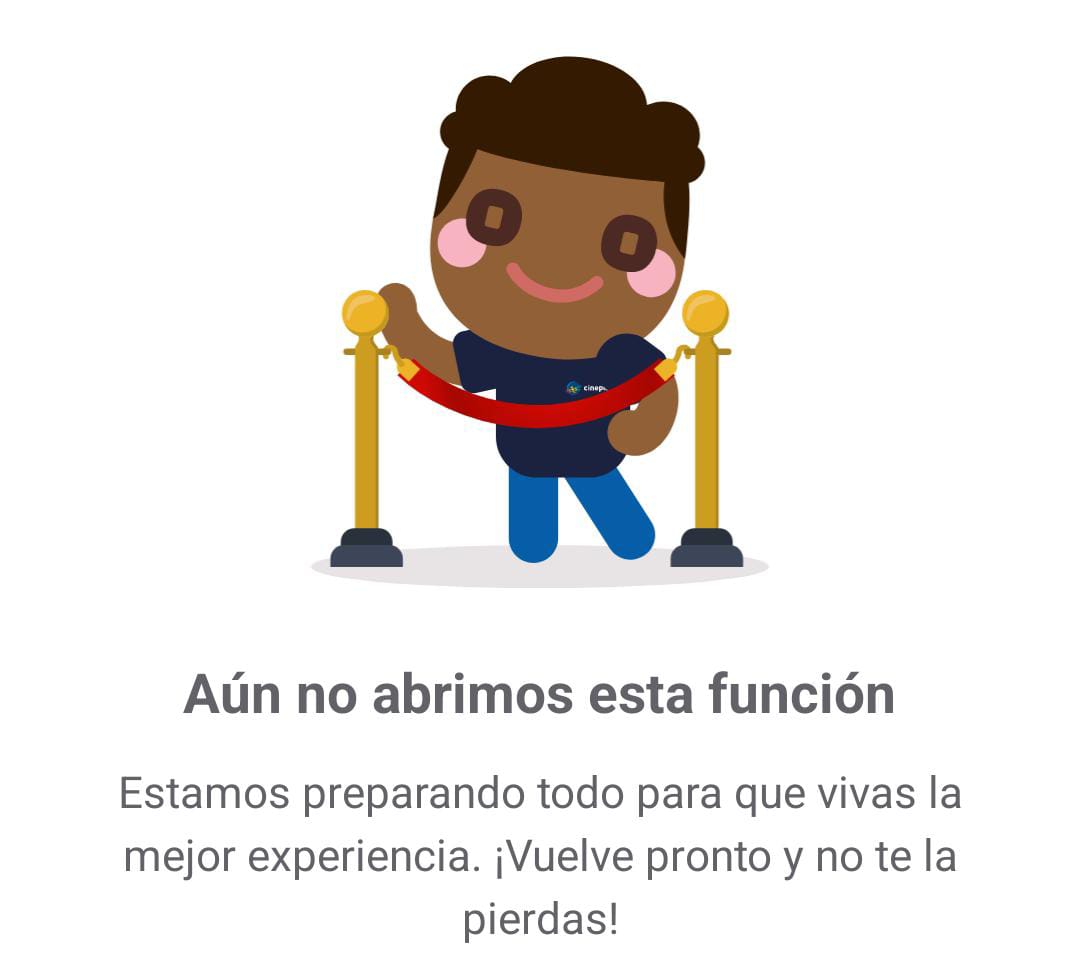 Aún no abrimos esta función
Estamos preparando todo para que vivas la
mejor experiencia. ¡Vuelve pronto y no te la
pierdas!